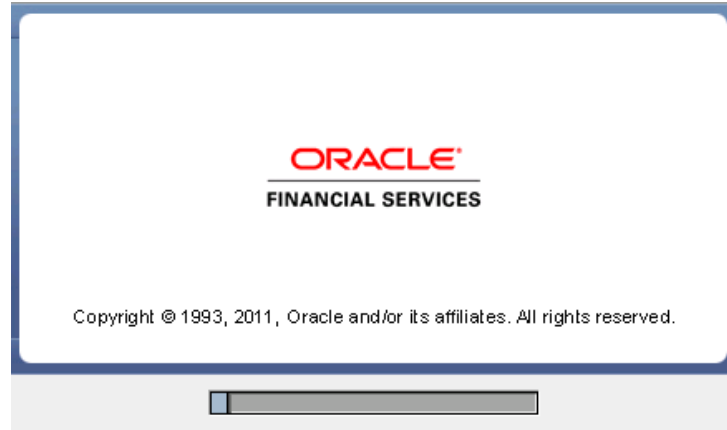 ORACLE®
FINANCIAL SERVICES
Copyright © 1993, 2011, Oracle and/or its affiliates. All rights reserved.